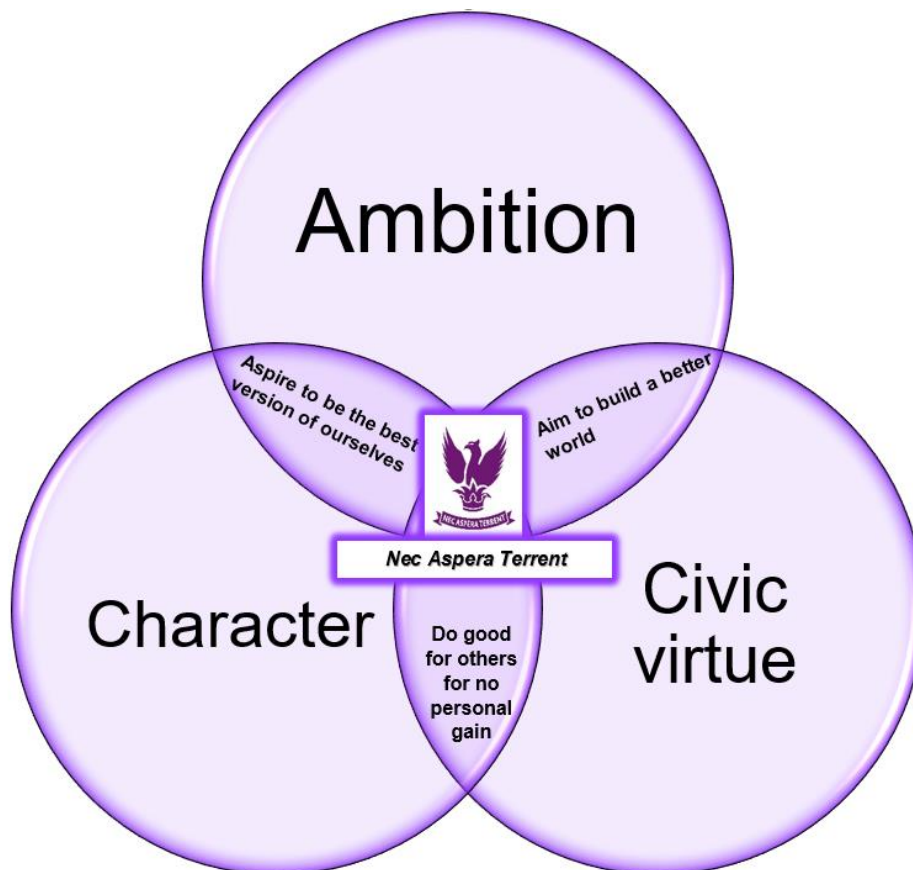 Ambition
Aspire to be the best
version of ourselves
Aim to build a better
world
NEC ASPERA TERRENT
Nec Aspera Terrent
Character
Civic
virtue
Do good
for others
for no
personal
gain